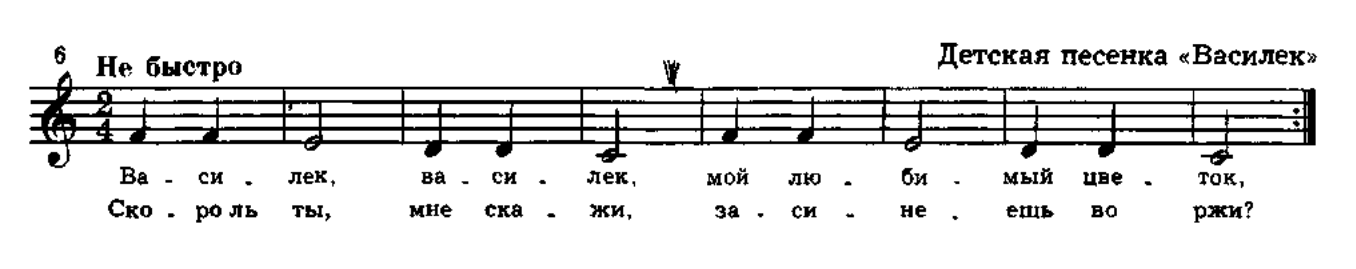 6
Не быстро
Детская песенка «Василек»
2
4
Ва - си - лек, ва - си - лек, мой лю - би - мый цве - ток,
Ско - ро ль ты, мне ска - жи, за - си - не - ешь во ржи?